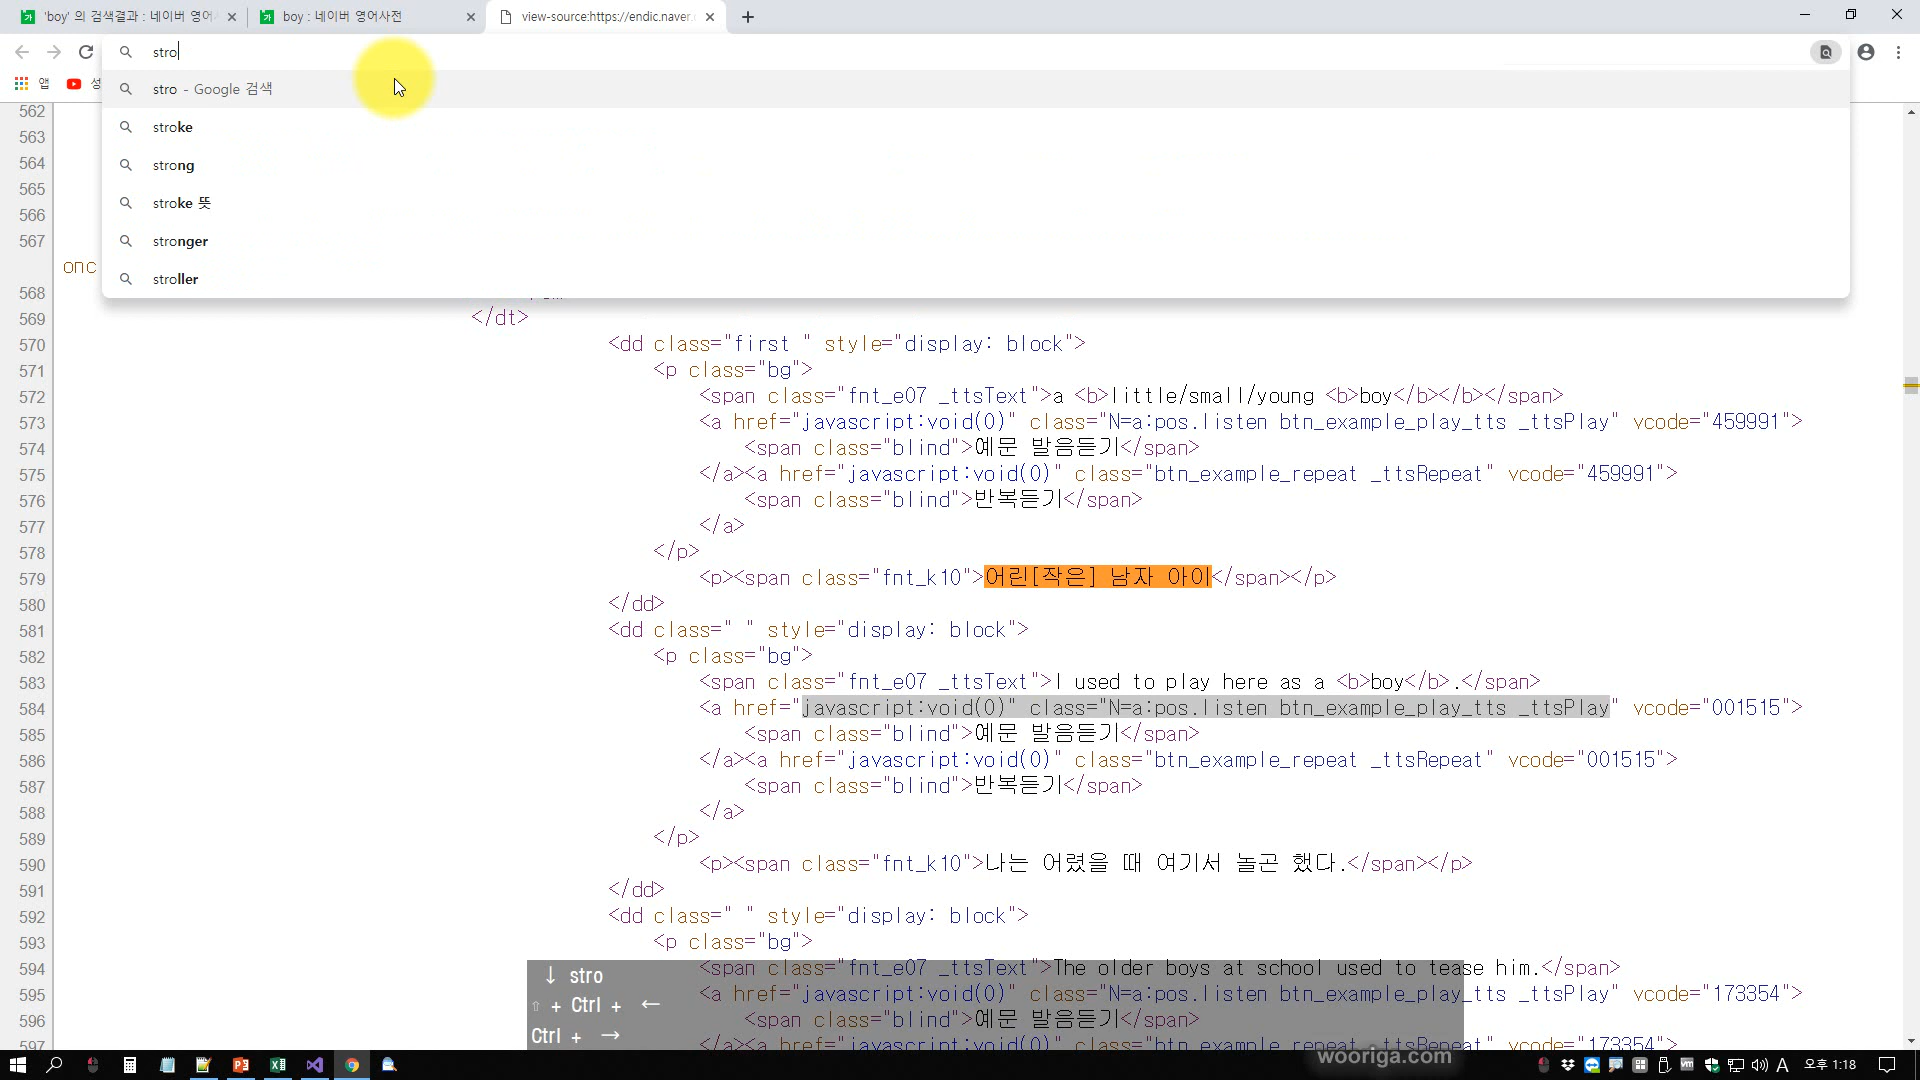 'boy' 의 검색결과 : 네이버 영어
boy : 네이버 영어사전
view-source:https://endic.naver.c
stro
앱
성
stro - Google 검색
stroke
strong
stroke 뜻
stronger
stroller
562
563
564
565
566
567
onc
568
569 </dt>
570 <dd class="first " style="display: block">
571 <p class="bg">
572 <span class="fnt_e07 _ttsText">a <b>little/small/young <b>boy</b></b></span>
573 <a href="javascript:void(0)" class="N=a:pos.listen btn_example_play_tts _ttsPlay" vcode="459991">
574 <span class="blind">예문 발음듣기</span>
575 </a><a href="javascript:void(0)" class="btn_example_repeat _ttsRepeat" vcode="459991">
576 <span class="blind">반복듣기</span>
577 </a>
578 </p>
579 <p><span class="fnt_k10">어린[작은] 남자 아이</span></p>
580 </dd>
581 <dd class=" " style="display: block">
582 <p class="bg">
583 <span class="fnt_e07 _ttsText">I used to play here as a <b>boy</b>.</span>
584 <a href="javascript:void(0)" class="N=a:pos.listen btn_example_play_tts _ttsPlay" vcode="001515">
585 <span class="blind">예문 발음듣기</span>
586 </a><a href="javascript:void(0)" class="btn_example_repeat _ttsRepeat" vcode="001515">
587 <span class="blind">반복듣기</span>
588 </a>
589 </p>
590 <p><span class="fnt_k10">나는 어렸을 때 여기서 놀곤 했다.</span></p>
591 </dd>
592 <dd class=" " style="display: block">
593 <p class="bg">
594 <span class="fnt_e07 _ttsText">The older boys at school used to tease him.</span>
595 <a href="javascript:void(0)" class="N=a:pos.listen btn_example_play_tts _ttsPlay" vcode="173354">
596 <span class="blind">예문 발음듣기</span>
597 </a><a href="javascript:void(0)" class="btn_example_repeat _ttsRepeat" vcode="173354">
↓ stro
⇧ + Ctrl + ←
Ctrl + →
wooriga.com
A 오후 1:18